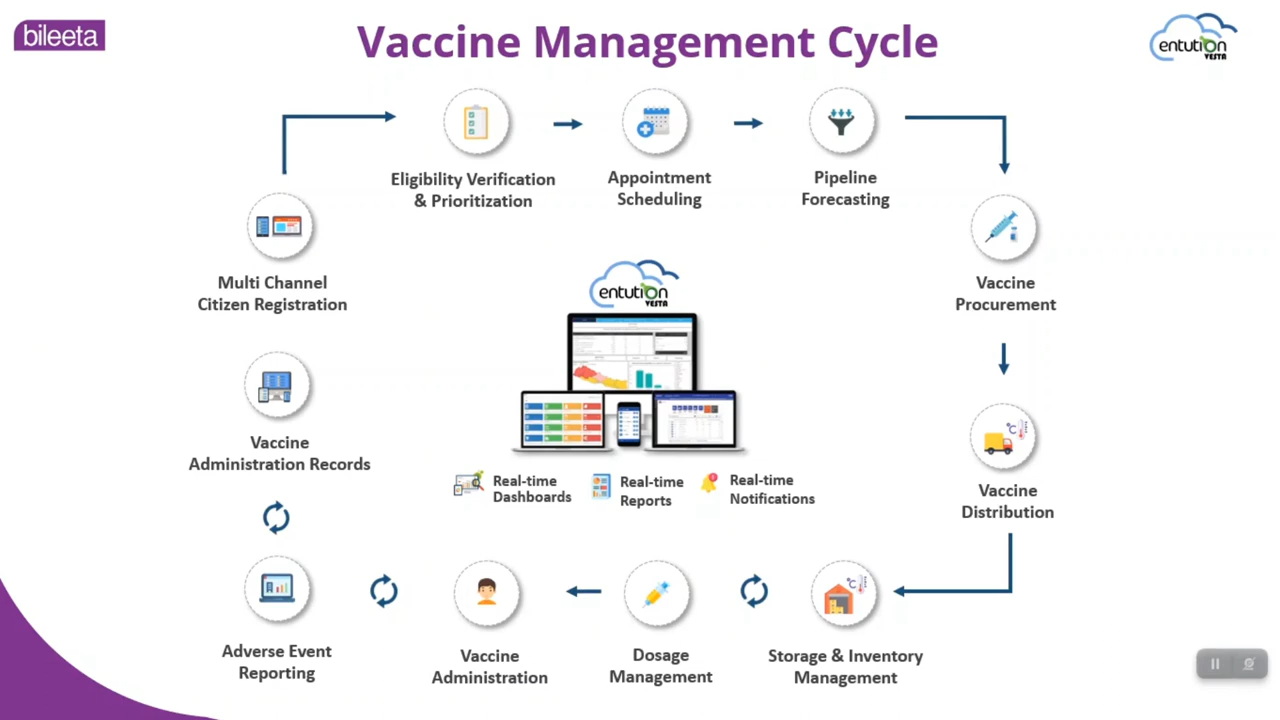 bileeta
Vaccine Management Cycle
entution
VESTA
Eligibility Verification
& Prioritization
Appointment
Scheduling
Pipeline
Forecasting
Multi Channel
Citizen Registration
Vaccine
Procurement
entution
VESTA
Vaccine
Administration Records
Real-time
Dashboards
Real-time
Reports
Real-time
Notifications
°C
Vaccine
Distribution
°C
Adverse Event
Reporting
Vaccine
Administration
Dosage
Management
Storage & Inventory
Management